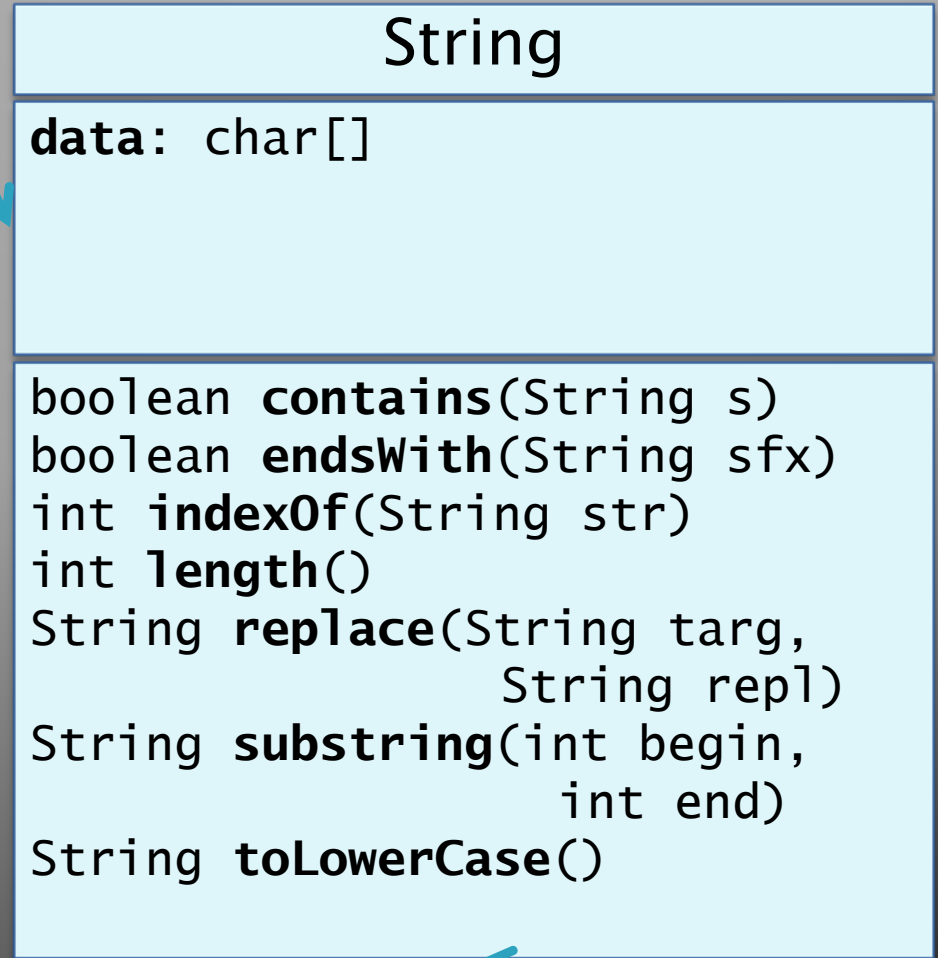 String
data: char[]
boolean contains(String s)
boolean endsWith(String sfx)
int indexOf(String str)
int length()
String replace(String targ,
String repl)
String substring(int begin,
int end)
String toLowerCase()